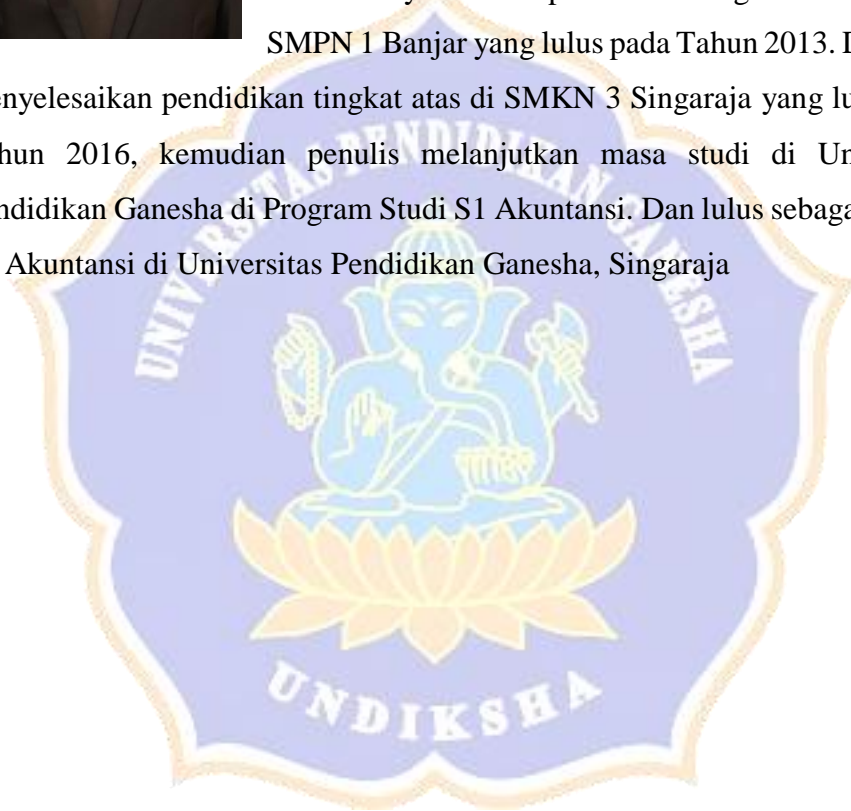 SMPN 1 Banjar yang lulus pada Tahun 2013.
enyelesaikan pendidikan tingkat atas di SMKN 3 Singaraja yang lu
hun 2016, kemudian penulis melanjutkan masa studi di Un
ndidikan Ganesha di Program Studi S1 Akuntansi. Dan lulus sebaga
Akuntansi di Universitas Pendidikan Ganesha, Singaraja
UNIVERSITAS PENDIDIKAN GANESHA
UNDIKSHA